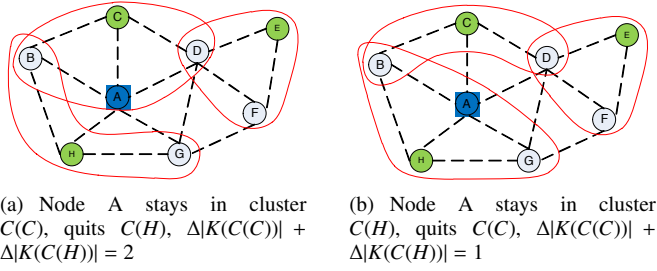 C
E
B
D
A
F
H
G
C
E
B
D
A
F
H
G
(a) Node A stays in cluster
C(C), quits C(H), Δ|K(C(C))| +
Δ|K(C(H))| = 2
(b) Node A stays in cluster
C(H), quits C(C), Δ|K(C(C))| +
Δ|K(C(H))| = 1